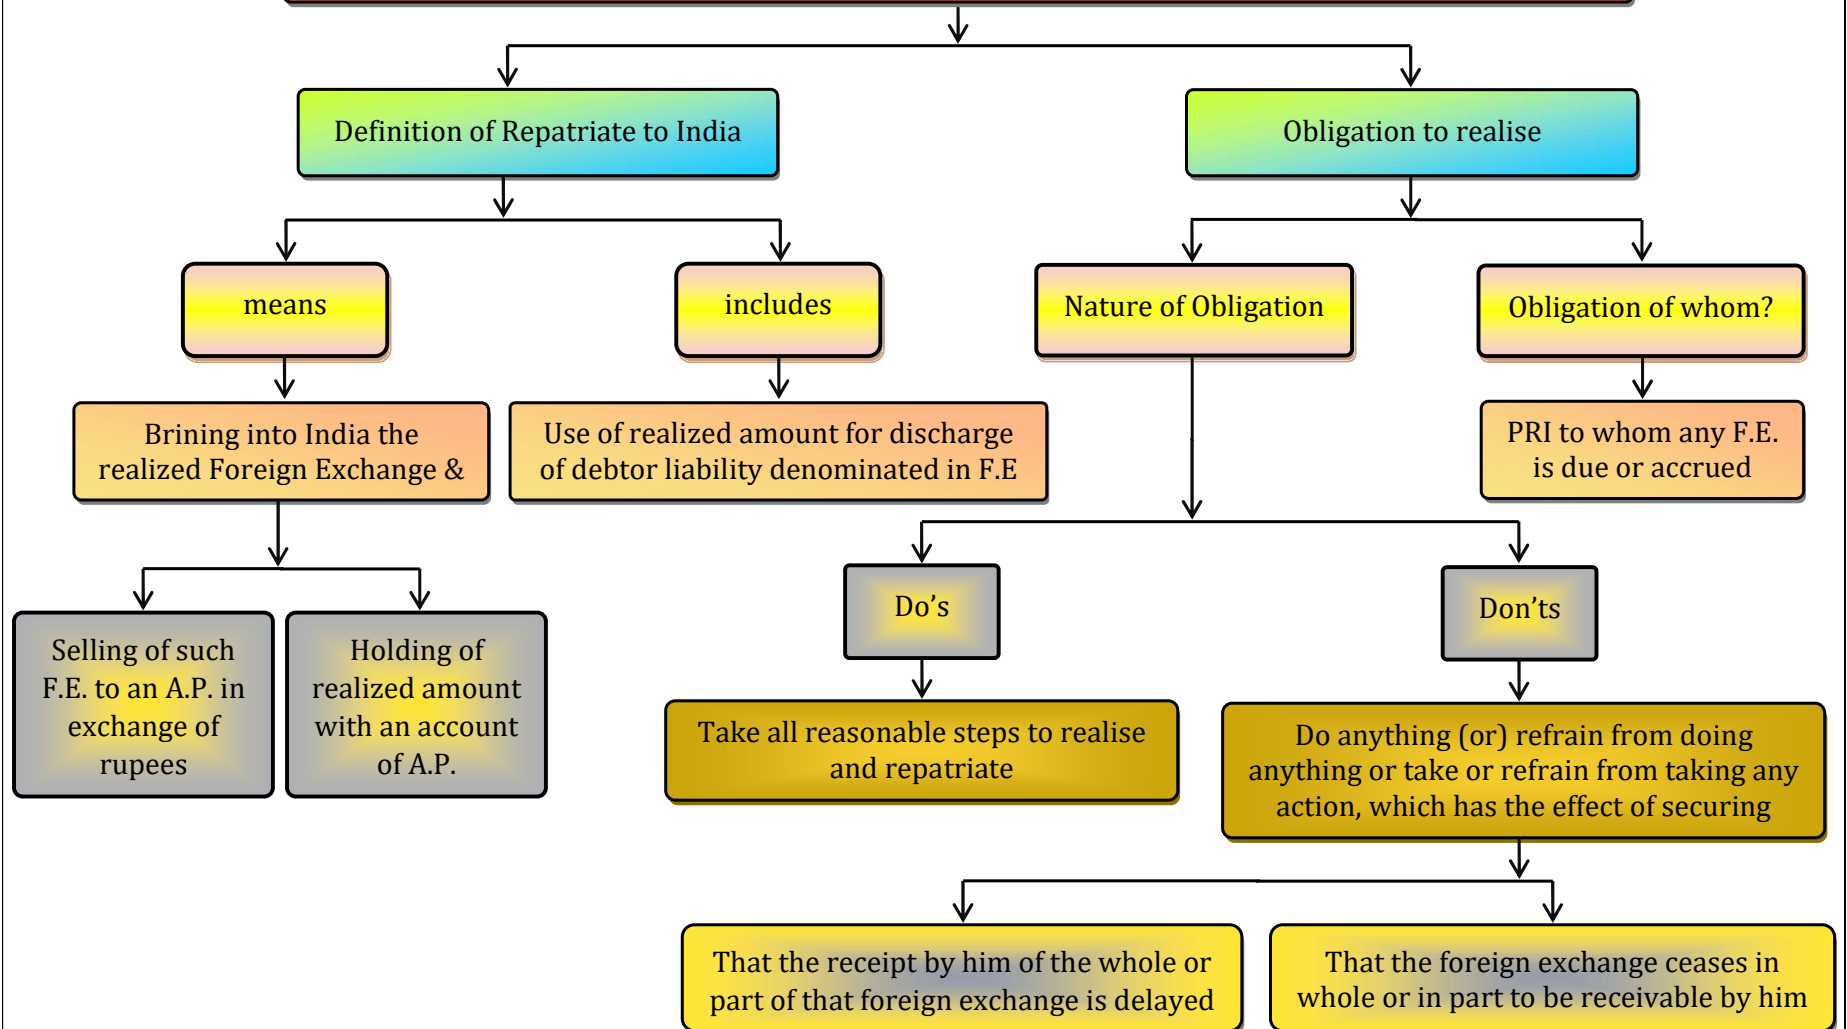 Definition of Repatriate to India
Obligation to realise
means
includes
Nature of Obligation
Obligation of whom?
Brining into India the
realized Foreign Exchange &
Use of realized amount for discharge
of debtor liability denominated in F.E
PRI to whom any F.E.
is due or accrued
Selling of such
F.E. to an A.P. in
exchange of
rupees
Holding of
realized amount
with an account
of A.P.
Do’s
Don’ts
Take all reasonable steps to realise
and repatriate
Do anything (or) refrain from doing
anything or take or refrain from taking any
action, which has the effect of securing
That the receipt by him of the whole or
part of that foreign exchange is delayed
That the foreign exchange ceases in
whole or in part to be receivable by him